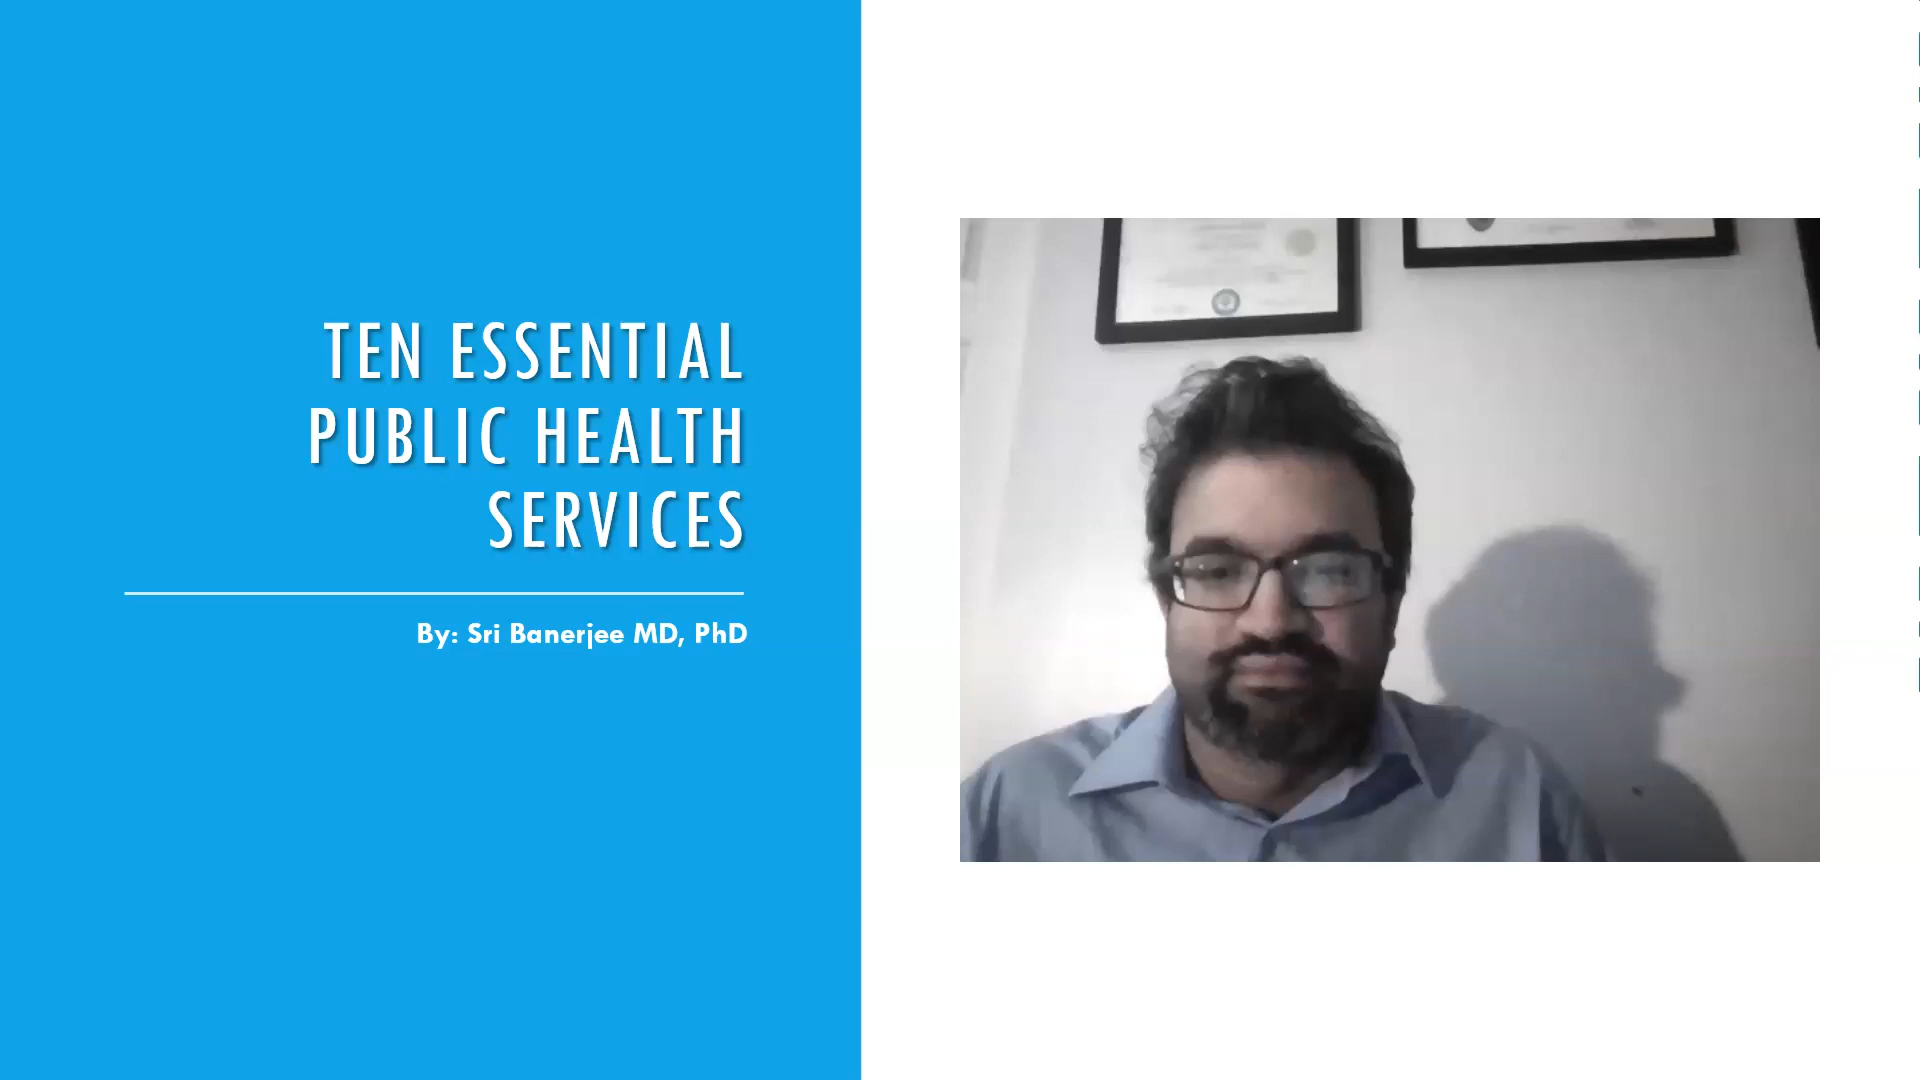 TEN ESSENTIAL
PUBLIC HEALTH
SERVICES
By: Sri Banerjee MD, PhD